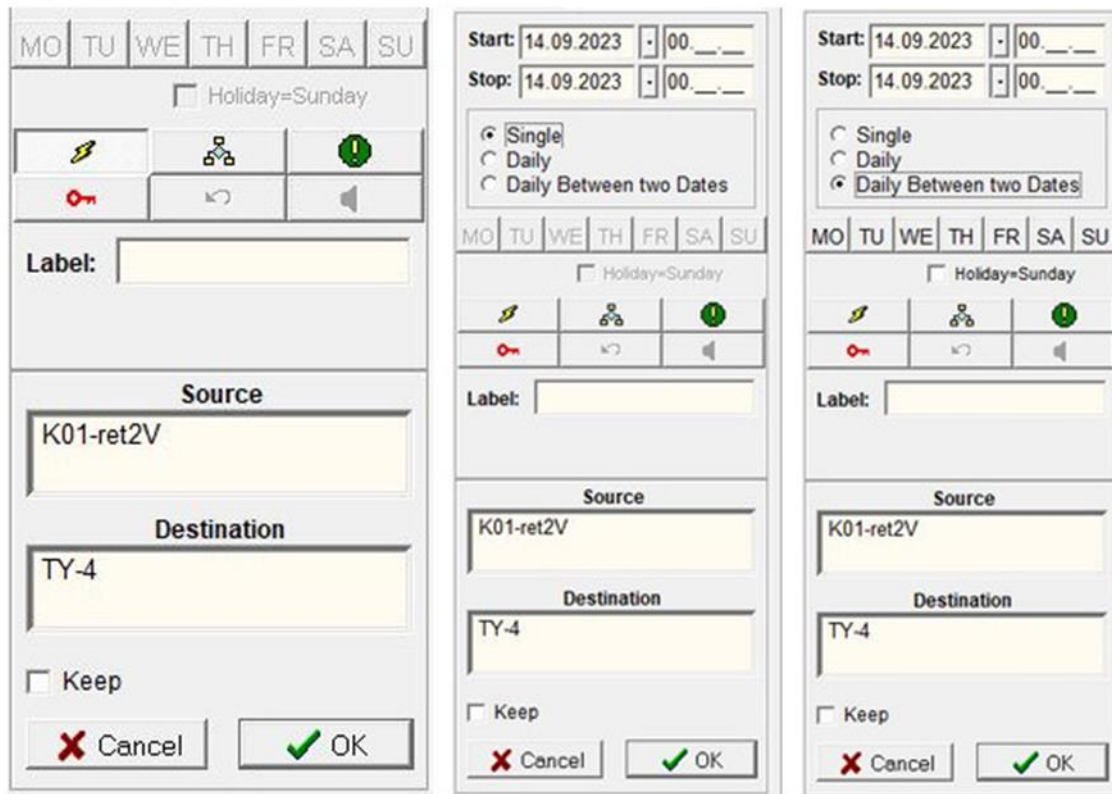 MO TU WE TH FR SA SU
Holiday=Sunday
Label:
Source
K01-ret2V
Destination
TY-4
Keep
Cancel OK
Start: 14.09.2023 - 00.__.__
Stop: 14.09.2023 - 00.__.__
Single
Daily
Daily Between two Dates
MO TU WE TH FR SA SU
Holiday=Sunday
Label:
Source
K01-ret2V
Destination
TY-4
Keep
Cancel OK
Start: 14.09.2023 - 00.__.__
Stop: 14.09.2023 - 00.__.__
Single
Daily
Daily Between two Dates
MO TU WE TH FR SA SU
Holiday=Sunday
Label:
Source
K01-ret2V
Destination
TY-4
Keep
Cancel OK